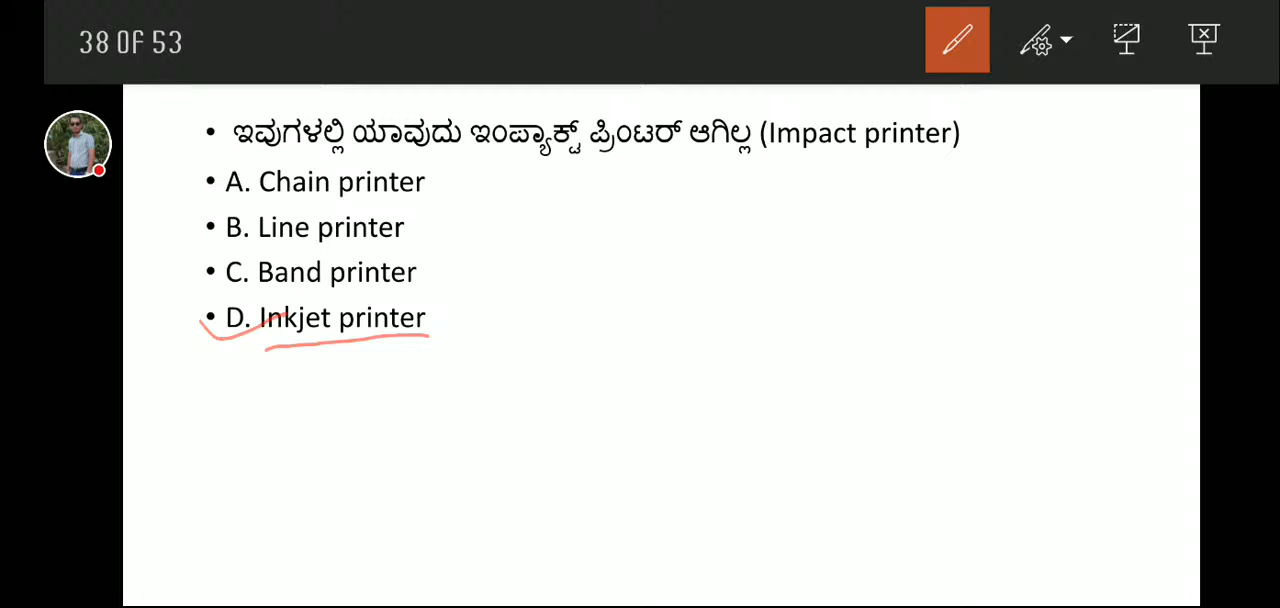 38 OF 53
• ಇವುಗಳಲ್ಲಿ ಯಾವುದು ಇಂಪ್ಯಾಕ್ಟ್ ಪ್ರಿಂಟರ್ ಆಗಿಲ್ಲ (Impact printer)
• A. Chain printer
• B. Line printer
• C. Band printer
• D. Inkjet printer